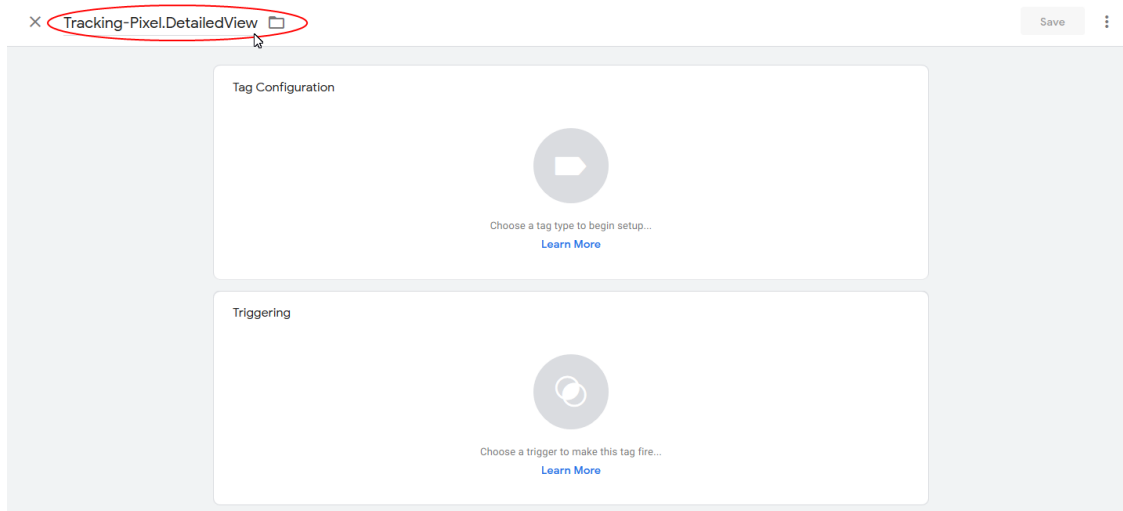 Tracking-Pixel.DetailedView
Save
Tag Configuration
Choose a tag type to begin setup...
Learn More
Triggering
Choose a trigger to make this tag fire...
Learn More